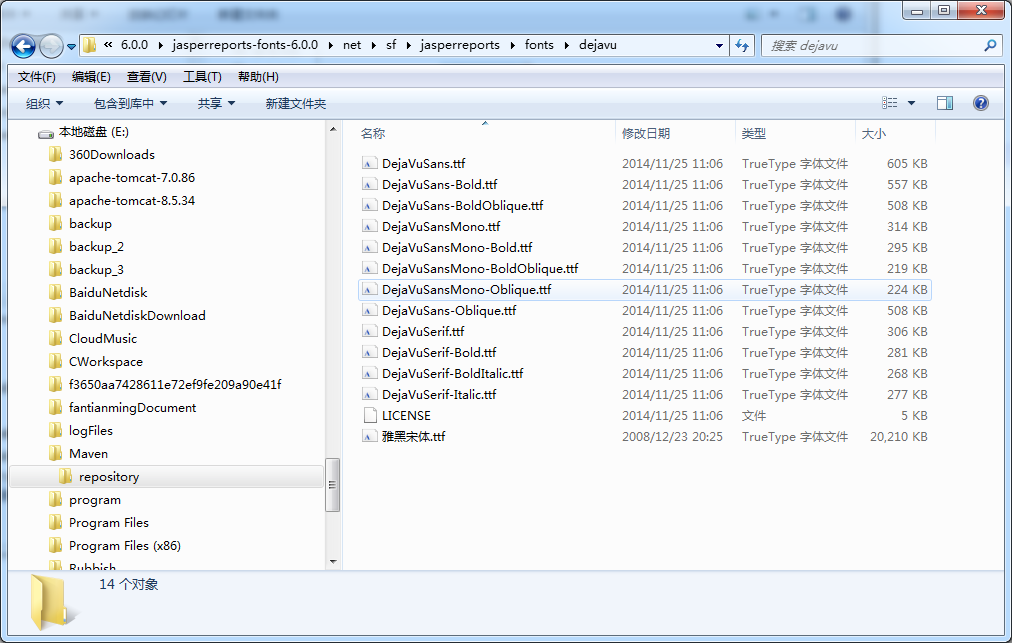 « 6.0.0 jasperreports-fonts-6.0.0 net sf jasperreports fonts dejavu
搜索 dejavu
文件(F) 编辑(E) 查看(V) 工具(T) 帮助(H)
组织 包含到库中 共享 新建文件夹
本地磁盘 (E:)
360Downloads
apache-tomcat-7.0.86
apache-tomcat-8.5.34
backup
backup_2
backup_3
BaiduNetdisk
BaiduNetdiskDownload
CloudMusic
CWorkspace
f3650aa7428611e72ef9fe209a90e41f
fantianmingDocument
logFiles
Maven
repository
program
Program Files
Program Files (x86)
Rubbish
名称 修改日期 类型 大小
DejaVuSans.ttf 2014/11/25 11:06 TrueType 字体文件 605 KB
DejaVuSans-Bold.ttf 2014/11/25 11:06 TrueType 字体文件 557 KB
DejaVuSans-BoldOblique.ttf 2014/11/25 11:06 TrueType 字体文件 508 KB
DejaVuSansMono.ttf 2014/11/25 11:06 TrueType 字体文件 314 KB
DejaVuSansMono-Bold.ttf 2014/11/25 11:06 TrueType 字体文件 295 KB
DejaVuSansMono-BoldOblique.ttf 2014/11/25 11:06 TrueType 字体文件 219 KB
DejaVuSansMono-Oblique.ttf 2014/11/25 11:06 TrueType 字体文件 224 KB
DejaVuSans-Oblique.ttf 2014/11/25 11:06 TrueType 字体文件 508 KB
DejaVuSerif.ttf 2014/11/25 11:06 TrueType 字体文件 306 KB
DejaVuSerif-Bold.ttf 2014/11/25 11:06 TrueType 字体文件 281 KB
DejaVuSerif-BoldItalic.ttf 2014/11/25 11:06 TrueType 字体文件 268 KB
DejaVuSerif-Italic.ttf 2014/11/25 11:06 TrueType 字体文件 277 KB
LICENSE 2014/11/25 11:06 文件 5 KB
雅黑宋体.ttf 2008/12/23 20:25 TrueType 字体文件 20,210 KB
14 个对象